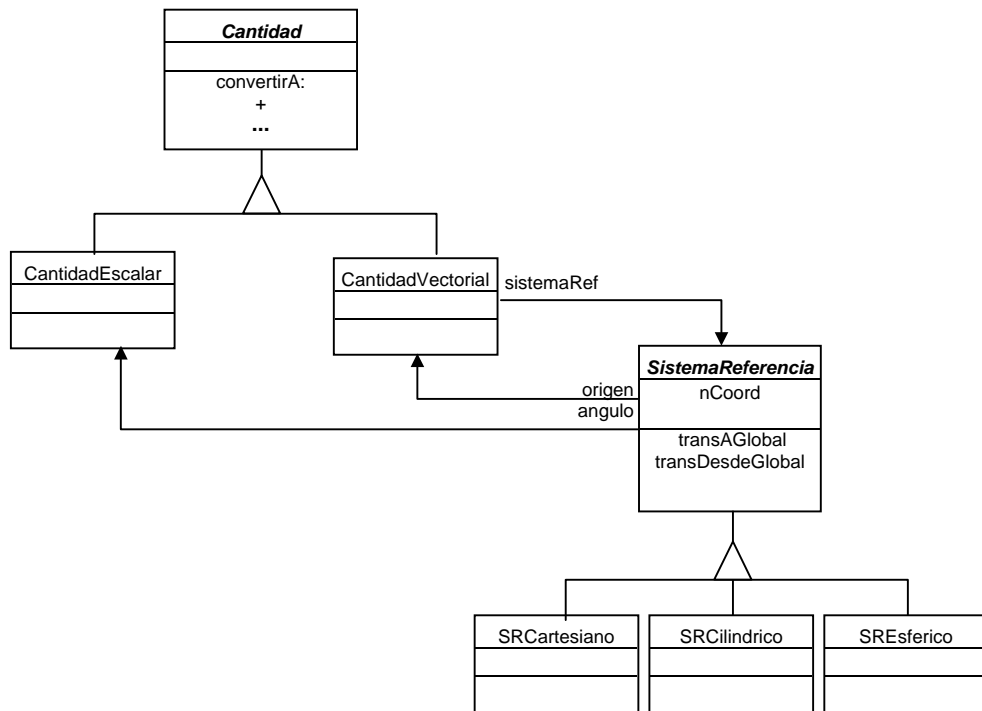 Cantidad
convertirA:
+
...
CantidadEscalar
CantidadVectorial
sistemaRef
SistemaReferencia
origen
nCoord
angulo
transAGlobal
transDesdeGlobal
SRCartesiano
SRCilindrico
SREsferico